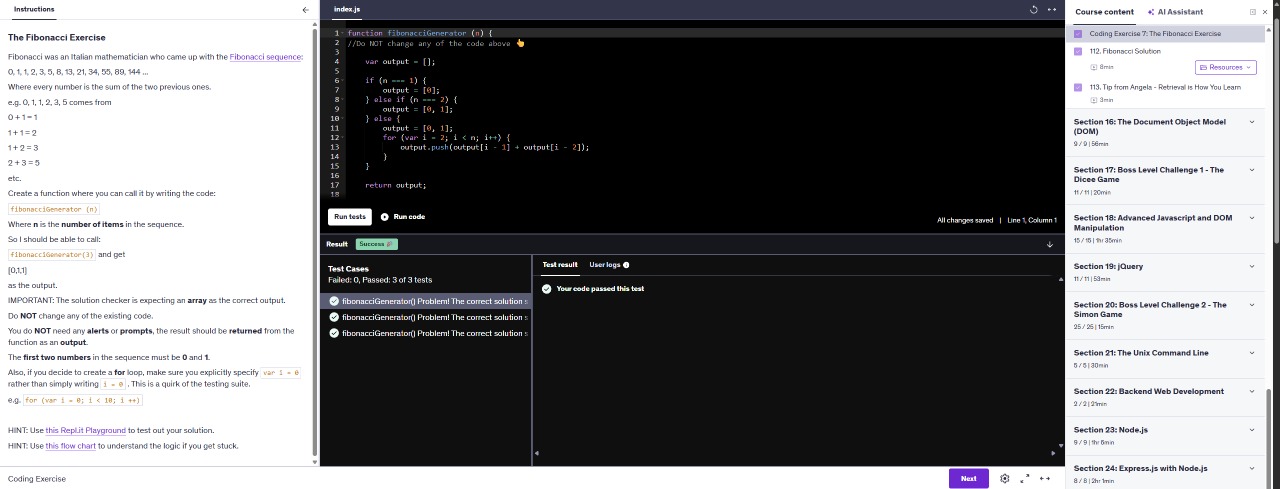 Instructions
The Fibonacci Exercise
Fibonacci was an Italian mathematician who came up with the Fibonacci sequence:
0, 1, 1, 2, 3, 5, 8, 13, 21, 34, 55, 89, 144 ...
Where every number is the sum of the two previous ones.
e.g. 0, 1, 1, 2, 3, 5 comes from
0 + 1 = 1
1 + 1 = 2
1 + 2 = 3
2 + 3 = 5
etc.
Create a function where you can call it by writing the code:
fibonacciGenerator (n)
Where n is the number of items in the sequence.
So I should be able to call:
fibonacciGenerator(3) and get
[0,1,1]
as the output.
IMPORTANT: The solution checker is expecting an array as the correct output.
Do NOT change any of the existing code.
You do NOT need any alerts or prompts, the result should be returned from the
function as an output.
The first two numbers in the sequence must be 0 and 1.
Also, if you decide to create a for loop, make sure you explicitly specify var i = 0
rather than simply writing i = 0 . This is a quirk of the testing suite.
e.g. for (var i = 0; i < 10; i ++)
HINT: Use this Repl.it Playground to test out your solution.
HINT: Use this flow chart to understand the logic if you get stuck.
Coding Exercise
index.js
1 function fibonacciGenerator (n) {
2 //Do NOT change any of the code above 👆
3
4 var output = [];
5
6 if (n === 1) {
7 output = [0];
8 } else if (n === 2) {
9 output = [0, 1];
10 } else {
11 output = [0, 1];
12 for (var i = 2; i < n; i++) {
13 output.push(output[i - 1] + output[i - 2]);
14 }
15 }
16
17 return output;
18
Run tests Run code
All changes saved | Line 1, Column 1
Result Success 🎉
Test Cases
Failed: 0, Passed: 3 of 3 tests
fibonacciGenerator() Problem! The correct solution s
fibonacciGenerator() Problem! The correct solution s
fibonacciGenerator() Problem! The correct solution s
Test result User logs
Your code passed this test
Next
Course content AI Assistant
Coding Exercise 7: The Fibonacci Exercise
112. Fibonacci Solution
8min
Resources
113. Tip from Angela - Retrieval is How You Learn
3min
Section 16: The Document Object Model
(DOM)
9 / 9 | 56min
Section 17: Boss Level Challenge 1 - The
Dicee Game
11 / 11 | 20min
Section 18: Advanced Javascript and DOM
Manipulation
15 / 15 | 1hr 35min
Section 19: jQuery
11 / 11 | 53min
Section 20: Boss Level Challenge 2 - The
Simon Game
25 / 25 | 15min
Section 21: The Unix Command Line
5 / 5 | 30min
Section 22: Backend Web Development
2 / 2 | 21min
Section 23: Node.js
9 / 9 | 1hr 6min
Section 24: Express.js with Node.js
8 / 8 | 2hr 1min